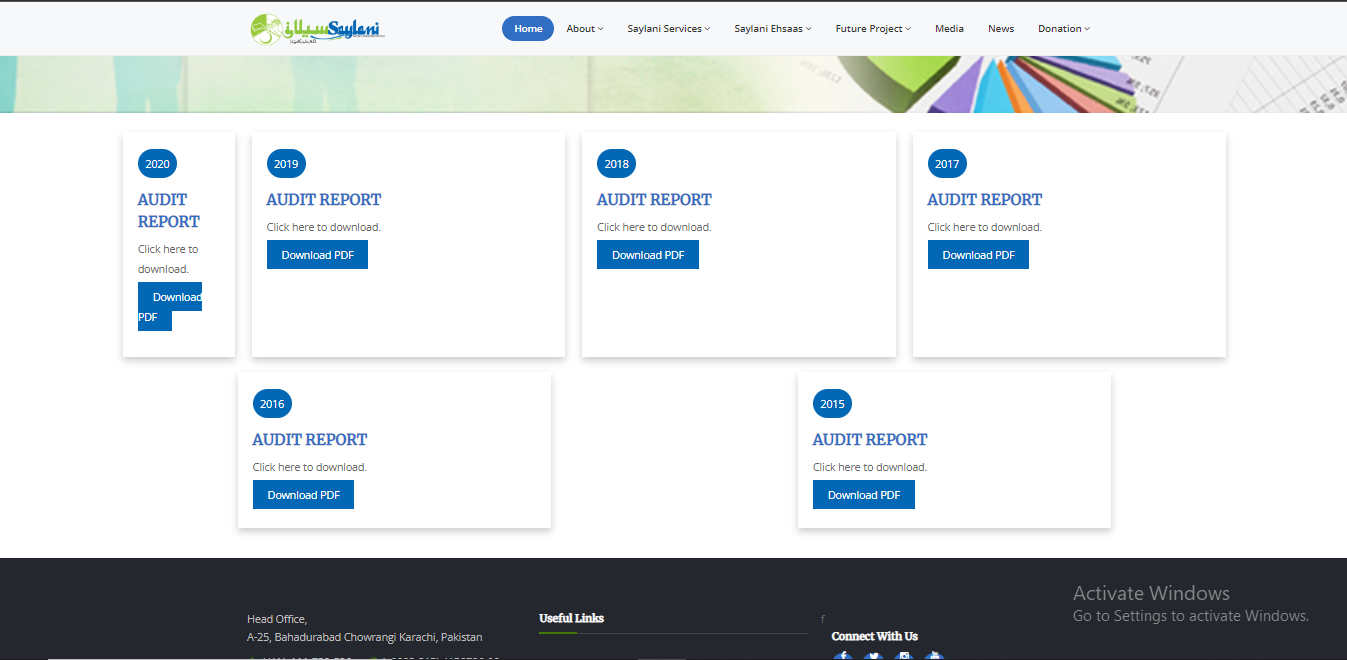 سیلانی Saylani
Home About Saylani Services Saylani Ehsaas Future Project Media News Donation
2020
AUDIT
REPORT
Click here to
download.
Download
PDF
2019
AUDIT REPORT
Click here to download.
Download PDF
2018
AUDIT REPORT
Click here to download.
Download PDF
2017
AUDIT REPORT
Click here to download.
Download PDF
2016
AUDIT REPORT
Click here to download.
Download PDF
2015
AUDIT REPORT
Click here to download.
Download PDF
Head Office,
A-25, Bahadurabad Chowrangi Karachi, Pakistan
Useful Links
f
Connect With Us
Activate Windows
Go to Settings to activate Windows.